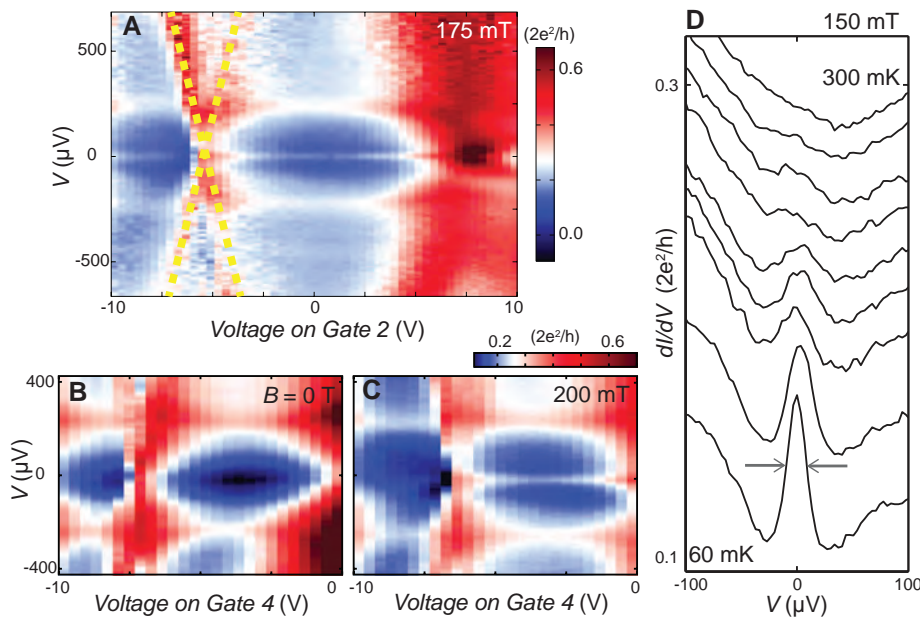 A
175 mT
(2e²/h)
0.6
0.0
500
0
-500
V (µV)
-10
0
10
Voltage on Gate 2 (V)
0.2
(2e²/h)
0.6
B
B = 0 T
400
0
-400
V (µV)
-10
0
Voltage on Gate 4 (V)
C
200 mT
-10
0
Voltage on Gate 4 (V)
D
150 mT
300 mK
0.3
dI/dV (2e²/h)
0.1
60 mK
-100
0
100
V (µV)